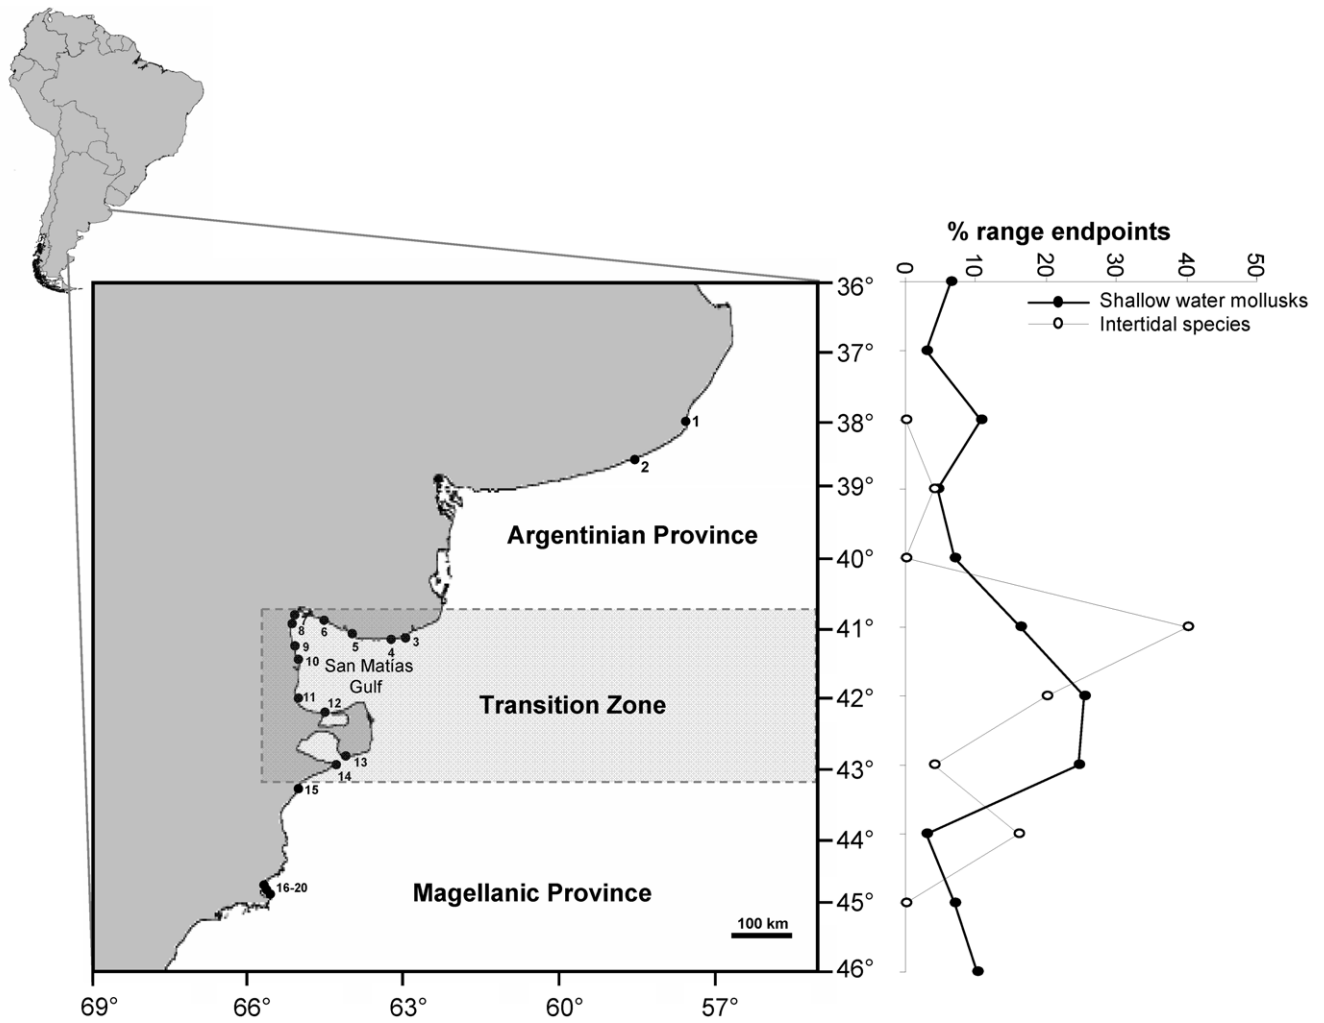 % range endpoints
0 10 20 30 40 50
Shallow water mollusks
Intertidal species
36°
37°
38°
39°
40°
41°
42°
43°
44°
45°
46°
1
2
Argentinian Province
7
8
6
5
4
3
9
10
San Matías
Gulf
11
12
Transition Zone
13
14
15
16-20
Magellanic Province
100 km
69° 66° 63° 60° 57°